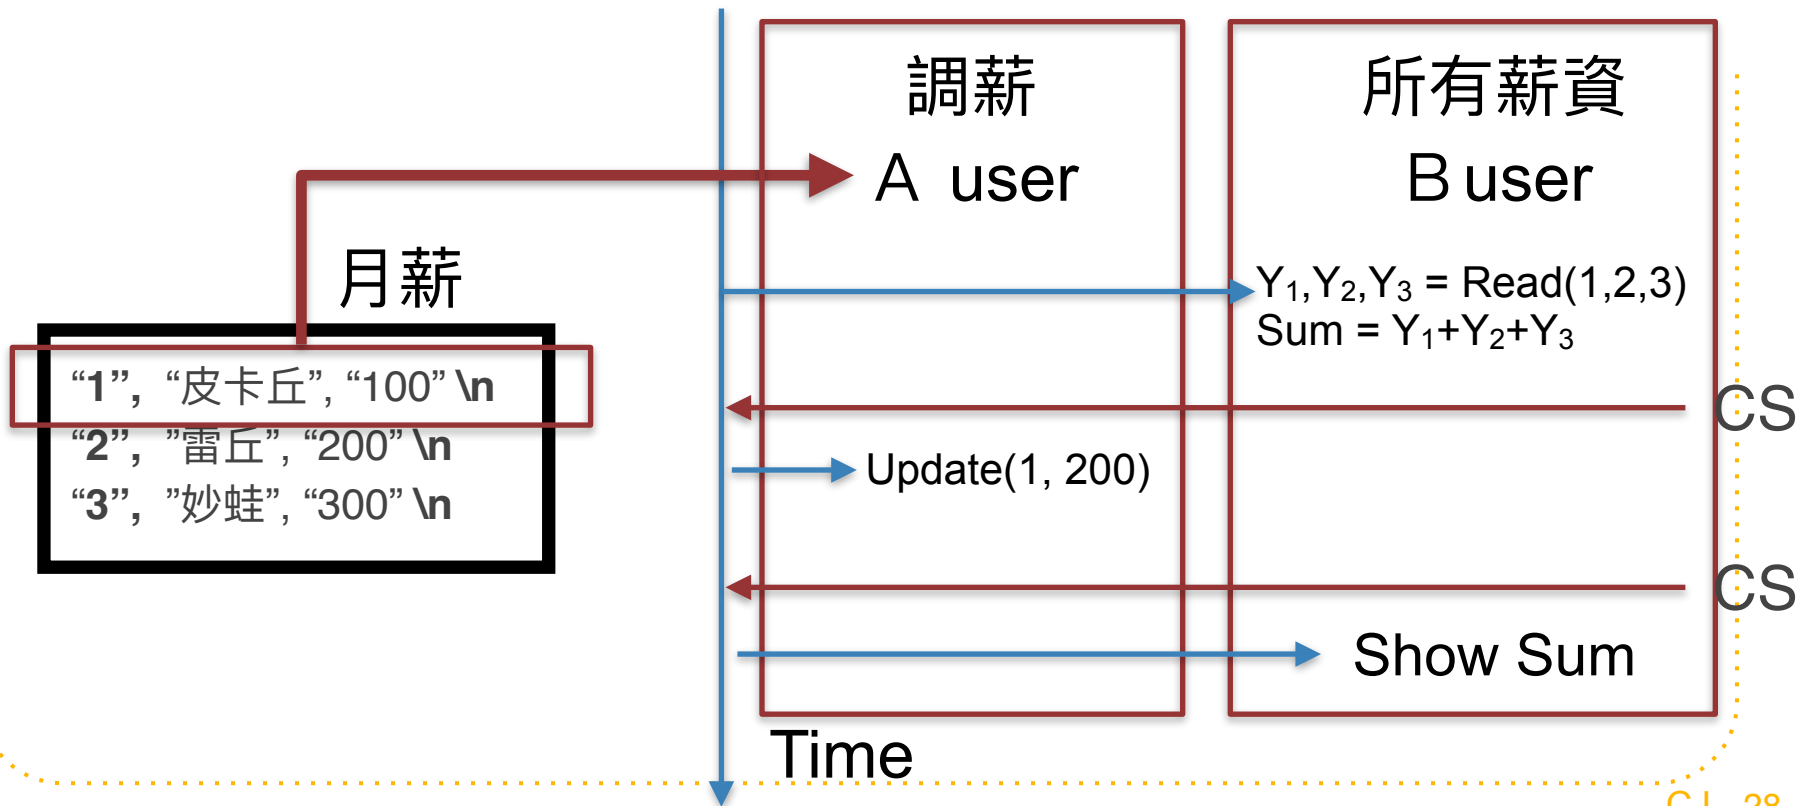 調薪
A user
所有薪資
B user
月薪
“1”, “皮卡丘”, “100” \n
“2”, ”雷丘”, “200” \n
“3”, ”妙蛙”, “300” \n
Y₁,Y₂,Y₃ = Read(1,2,3)
Sum = Y₁+Y₂+Y₃
CS
Update(1, 200)
CS
Show Sum
Time